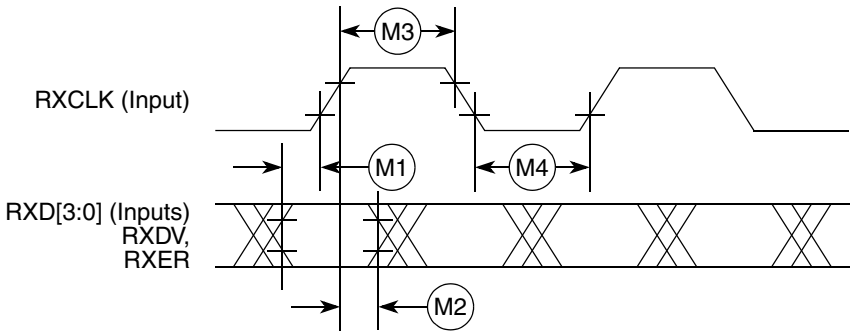 M3
RXCLK (Input)
M1
M4
RXD[3:0] (Inputs)
RXDV,
RXER
M2